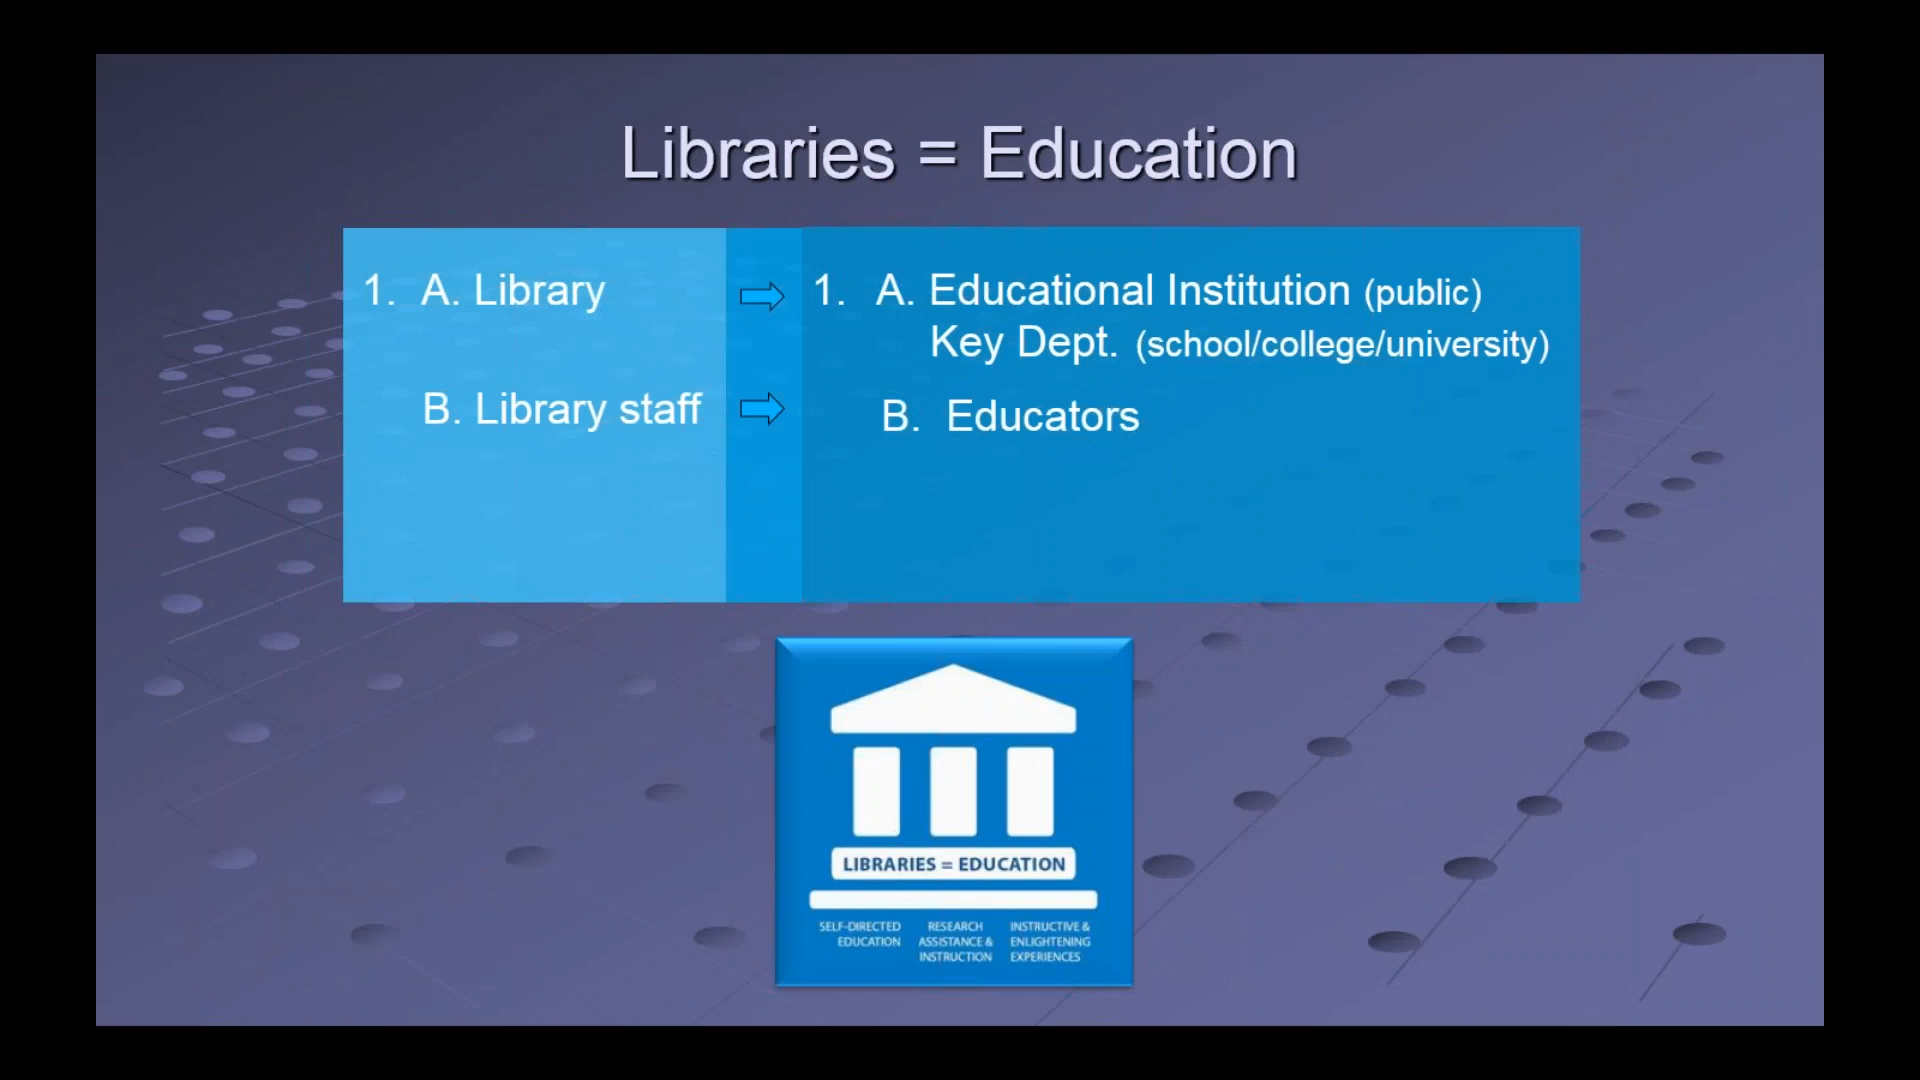 Libraries = Education
1. A. Library
1. A. Educational Institution (public)
Key Dept. (school/college/university)
B. Library staff
B. Educators
LIBRARIES = EDUCATION
SELF-DIRECTED
EDUCATION
RESEARCH
ASSISTANCE &
INSTRUCTION
INSTRUCTIVE &
ENLIGHTENING
EXPERIENCES